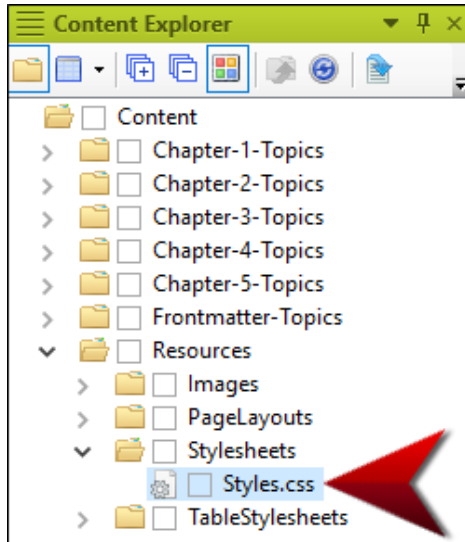 Content Explorer
Content
Chapter-1-Topics
Chapter-2-Topics
Chapter-3-Topics
Chapter-4-Topics
Chapter-5-Topics
Frontmatter-Topics
Resources
Images
PageLayouts
Stylesheets
Styles.css
TableStylesheets